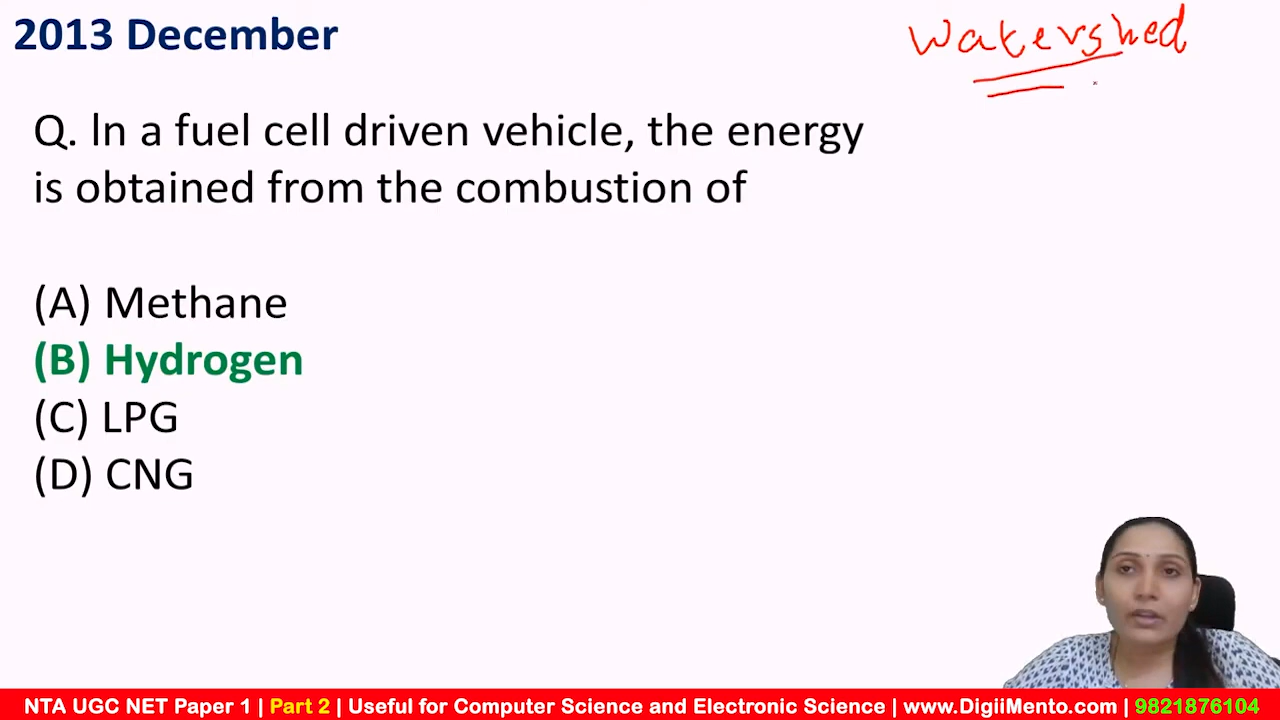 2013 December
Watershed
Q. In a fuel cell driven vehicle, the energy
is obtained from the combustion of
(A) Methane
(B) Hydrogen
(C) LPG
(D) CNG
NTA UGC NET Paper 1 | Part 2 | Useful for Computer Science and Electronic Science | www.DigiiMento.com | 9821876104